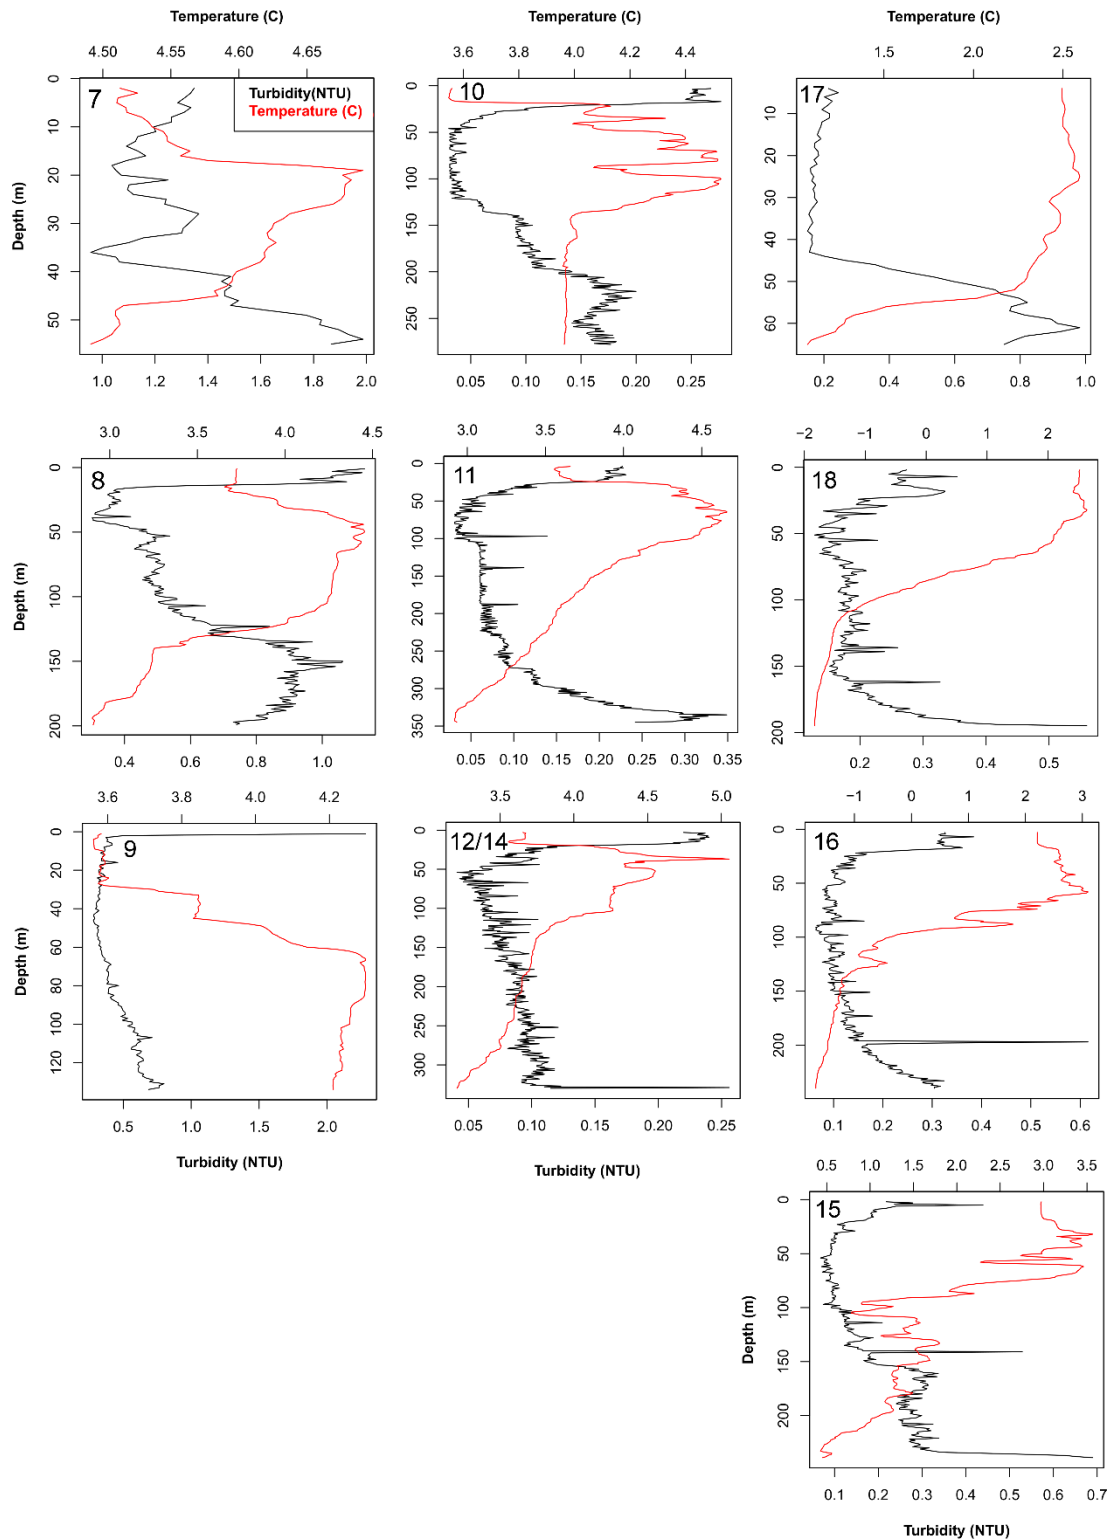 Temperature (C) Temperature (C) Temperature (C)
4.50 4.54 4.58 4.62 4.66
3.6 3.8 4.0 4.2 4.4
1.5 2.0 2.5
7
Turbidity(NTU)
Temperature (C)
Depth (m)
0 10 20 30 40 50
1.0 1.2 1.4 1.6 1.8 2.0
10
0 50 100 150 200 250
0.05 0.10 0.15 0.20 0.25
17
10 20 30 40 50 60
0.2 0.4 0.6 0.8 1.0
3.0 3.5 4.0 4.5
8
Depth (m)
0 50 100 150 200
0.4 0.6 0.8 1.0
3.0 3.5 4.0 4.5
11
0 50 100 150 200 250 300 350
0.05 0.10 0.15 0.20 0.25 0.30 0.35
−2 −1 0 1 2
18
0 50 100 150 200
0.2 0.3 0.4 0.5
3.6 3.8 4.0 4.2
9
Depth (m)
0 20 40 60 80 100 120
0.5 1.0 1.5 2.0
Turbidity (NTU)
3.5 4.0 4.5 5.0
12/14
0 50 100 150 200 250 300
0.05 0.10 0.15 0.20 0.25
Turbidity (NTU)
−1 0 1 2 3
16
0 50 100 150 200
0.1 0.2 0.3 0.4 0.5 0.6
0.5 1.0 1.5 2.0 2.5 3.0 3.5
15
Depth (m)
0 50 100 150 200
0.1 0.2 0.3 0.4 0.5 0.6 0.7
Turbidity (NTU)